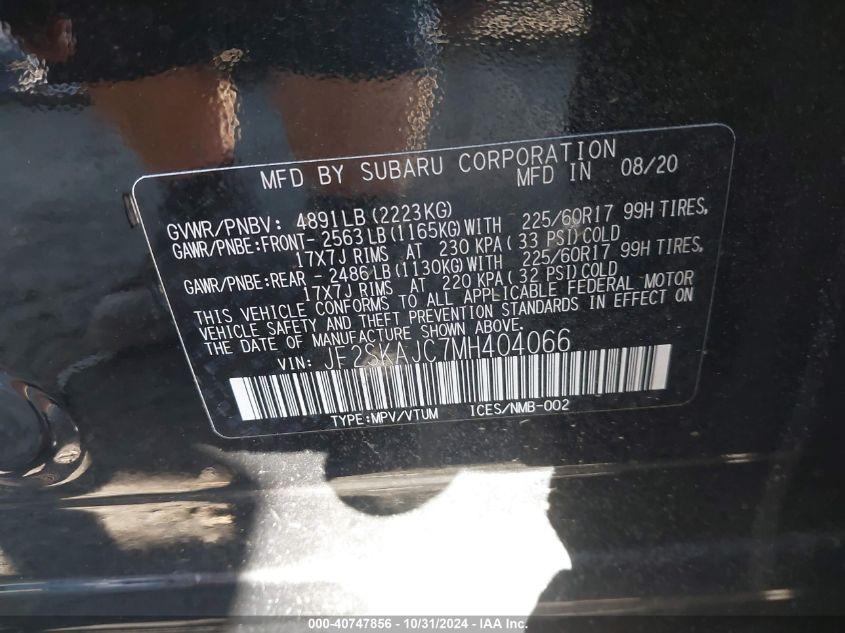 MFD BY SUBARU CORPORATION
MFD IN 08/20
GVWR/PNBV: 4891LB(2223KG)
GAWR/PNBE:FRONT- 2563LB(1165KG)WITH 225/60R17 99H TIRES,
17X7J RIMS AT 230 KPA(33 PSI)COLD
GAWR/PNBE:REAR - 2486LB(1130KG)WITH 225/60R17 99H TIRES,
17X7J RIMS AT 220 KPA(32 PSI)COLD
THIS VEHICLE CONFORMS TO ALL APPLICABLE FEDERAL MOTOR
VEHICLE SAFETY AND THEFT PREVENTION STANDARDS IN EFFECT ON
THE DATE OF MANUFACTURE SHOWN ABOVE.
VIN: JF2SKAJC7MH404066
TYPE:MPV/VTUM ICES/NMB-002
000-40747856 - 10/31/2024 - IAA Inc.